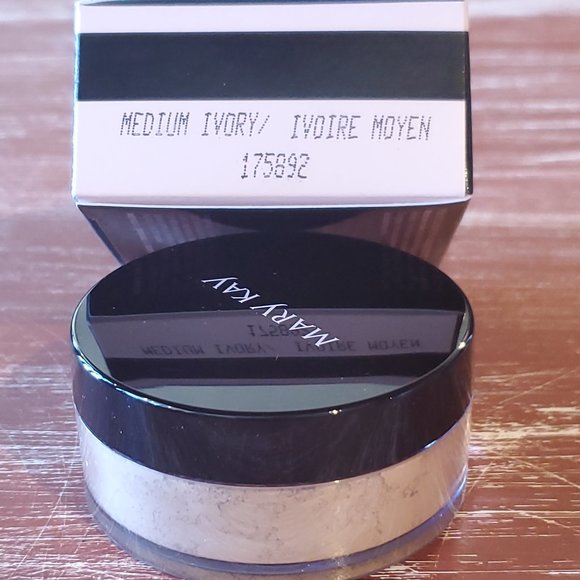 MEDIUM IVORY/ IVOIRE MOYEN
175892
MARY KAY